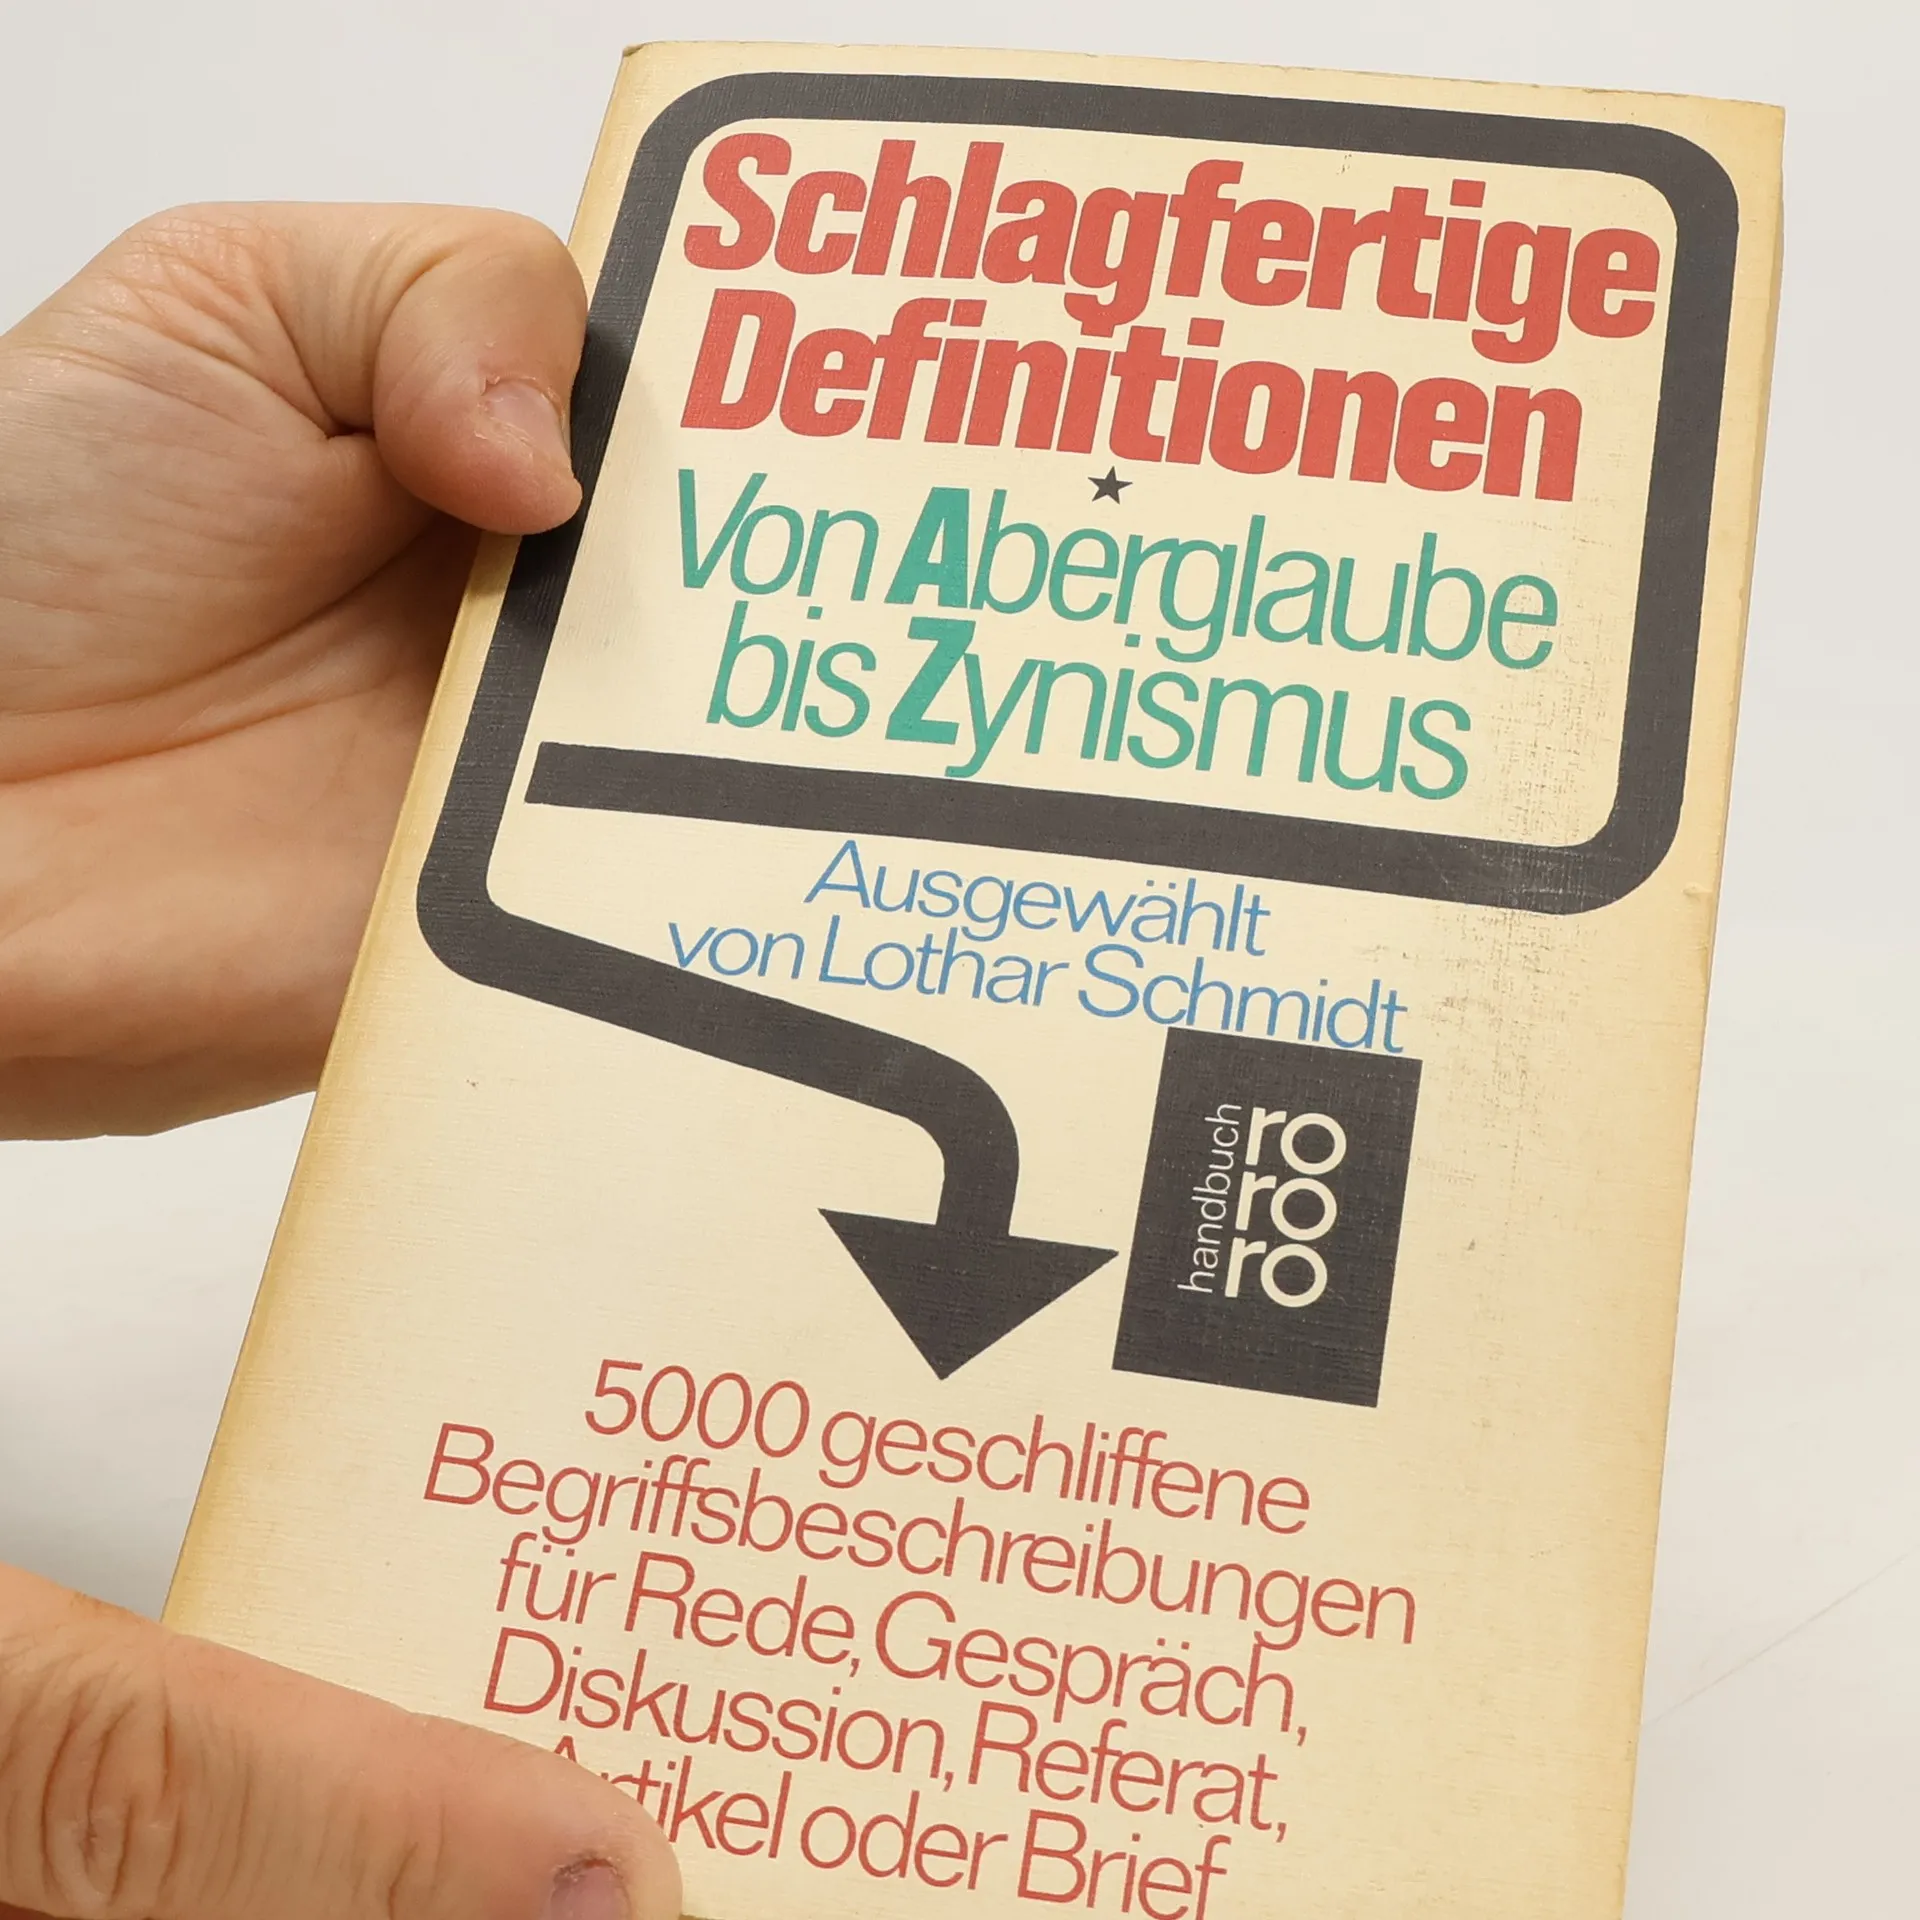 Schlagfertige
Definitionen
Von Aberglaube
bis Zynismus
Ausgewählt
von Lothar Schmidt
handbuch
ro
ro
ro
5000 geschliffene
Begriffsbeschreibungen
für Rede, Gespräch,
Diskussion, Referat,
Artikel oder Brief